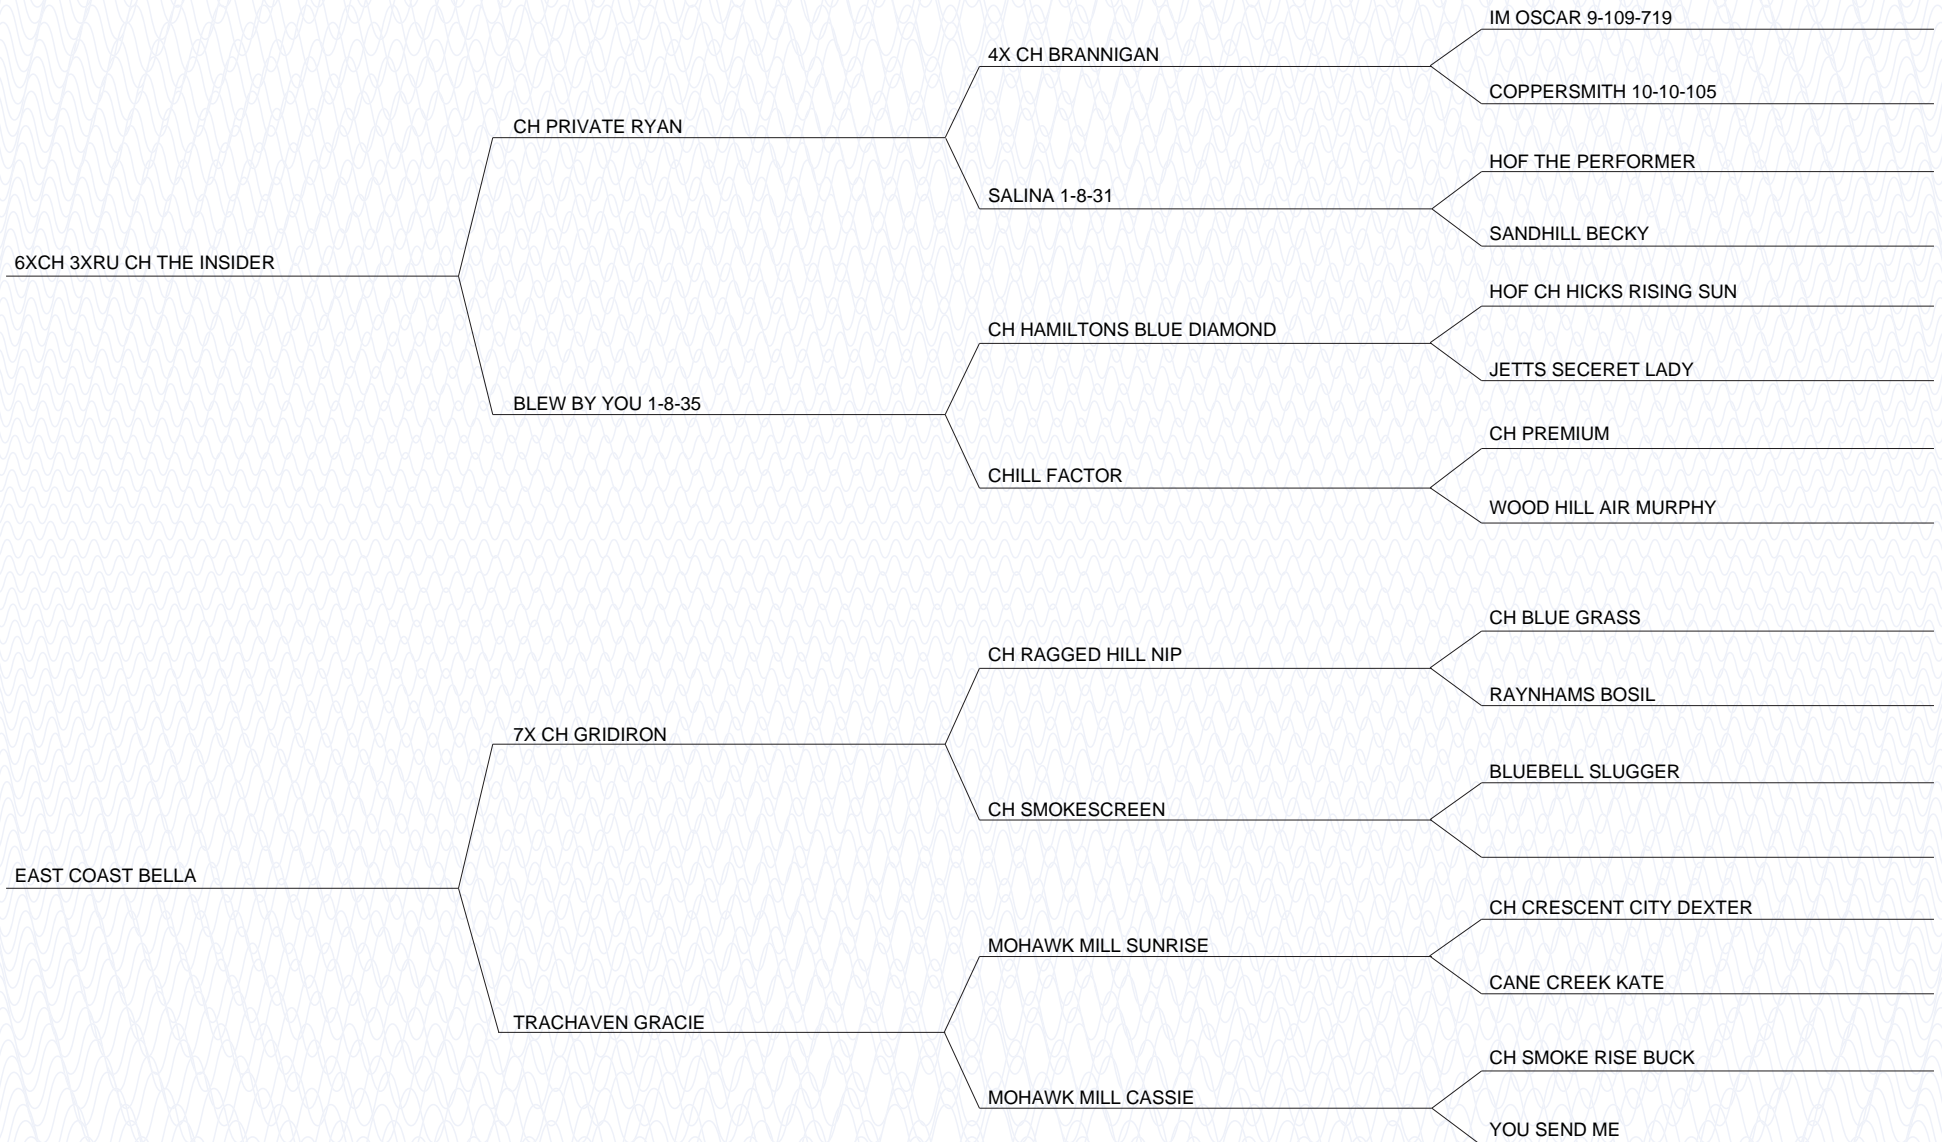 IM OSCAR 9-109-719
4X CH BRANNIGAN
COPPERSMITH 10-10-105
CH PRIVATE RYAN
HOF THE PERFORMER
SALINA 1-8-31
SANDHILL BECKY
6XCH 3XRU CH THE INSIDER
HOF CH HICKS RISING SUN
CH HAMILTONS BLUE DIAMOND
JETTS SECERET LADY
BLEW BY YOU 1-8-35
CH PREMIUM
CHILL FACTOR
WOOD HILL AIR MURPHY
CH BLUE GRASS
CH RAGGED HILL NIP
RAYNHAMS BOSIL
7X CH GRIDIRON
BLUEBELL SLUGGER
CH SMOKESCREEN
EAST COAST BELLA
CH CRESCENT CITY DEXTER
MOHAWK MILL SUNRISE
CANE CREEK KATE
TRACHAVEN GRACIE
CH SMOKE RISE BUCK
MOHAWK MILL CASSIE
YOU SEND ME